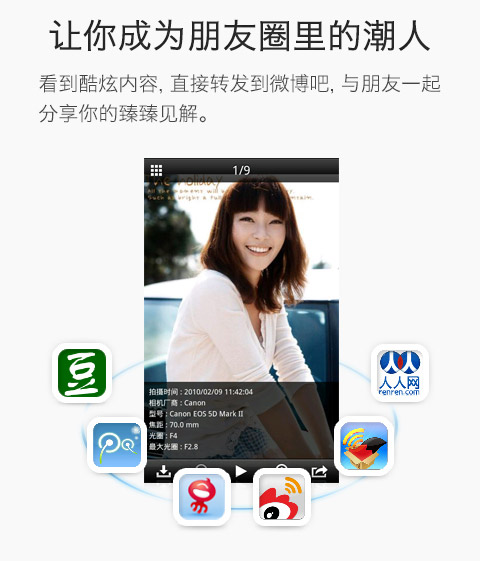 让你成为朋友圈里的潮人
看到酷炫内容, 直接转发到微博吧, 与朋友一起
分享你的臻臻见解。
1/9
holiday
拍摄时间 : 2010/02/09 11:42:04
相机厂商 : Canon
型号 : Canon EOS 5D Mark II
焦距 : 70.0 mm
光圈 : F4
最大光圈 : F2.8
豆
人人网
renren.com